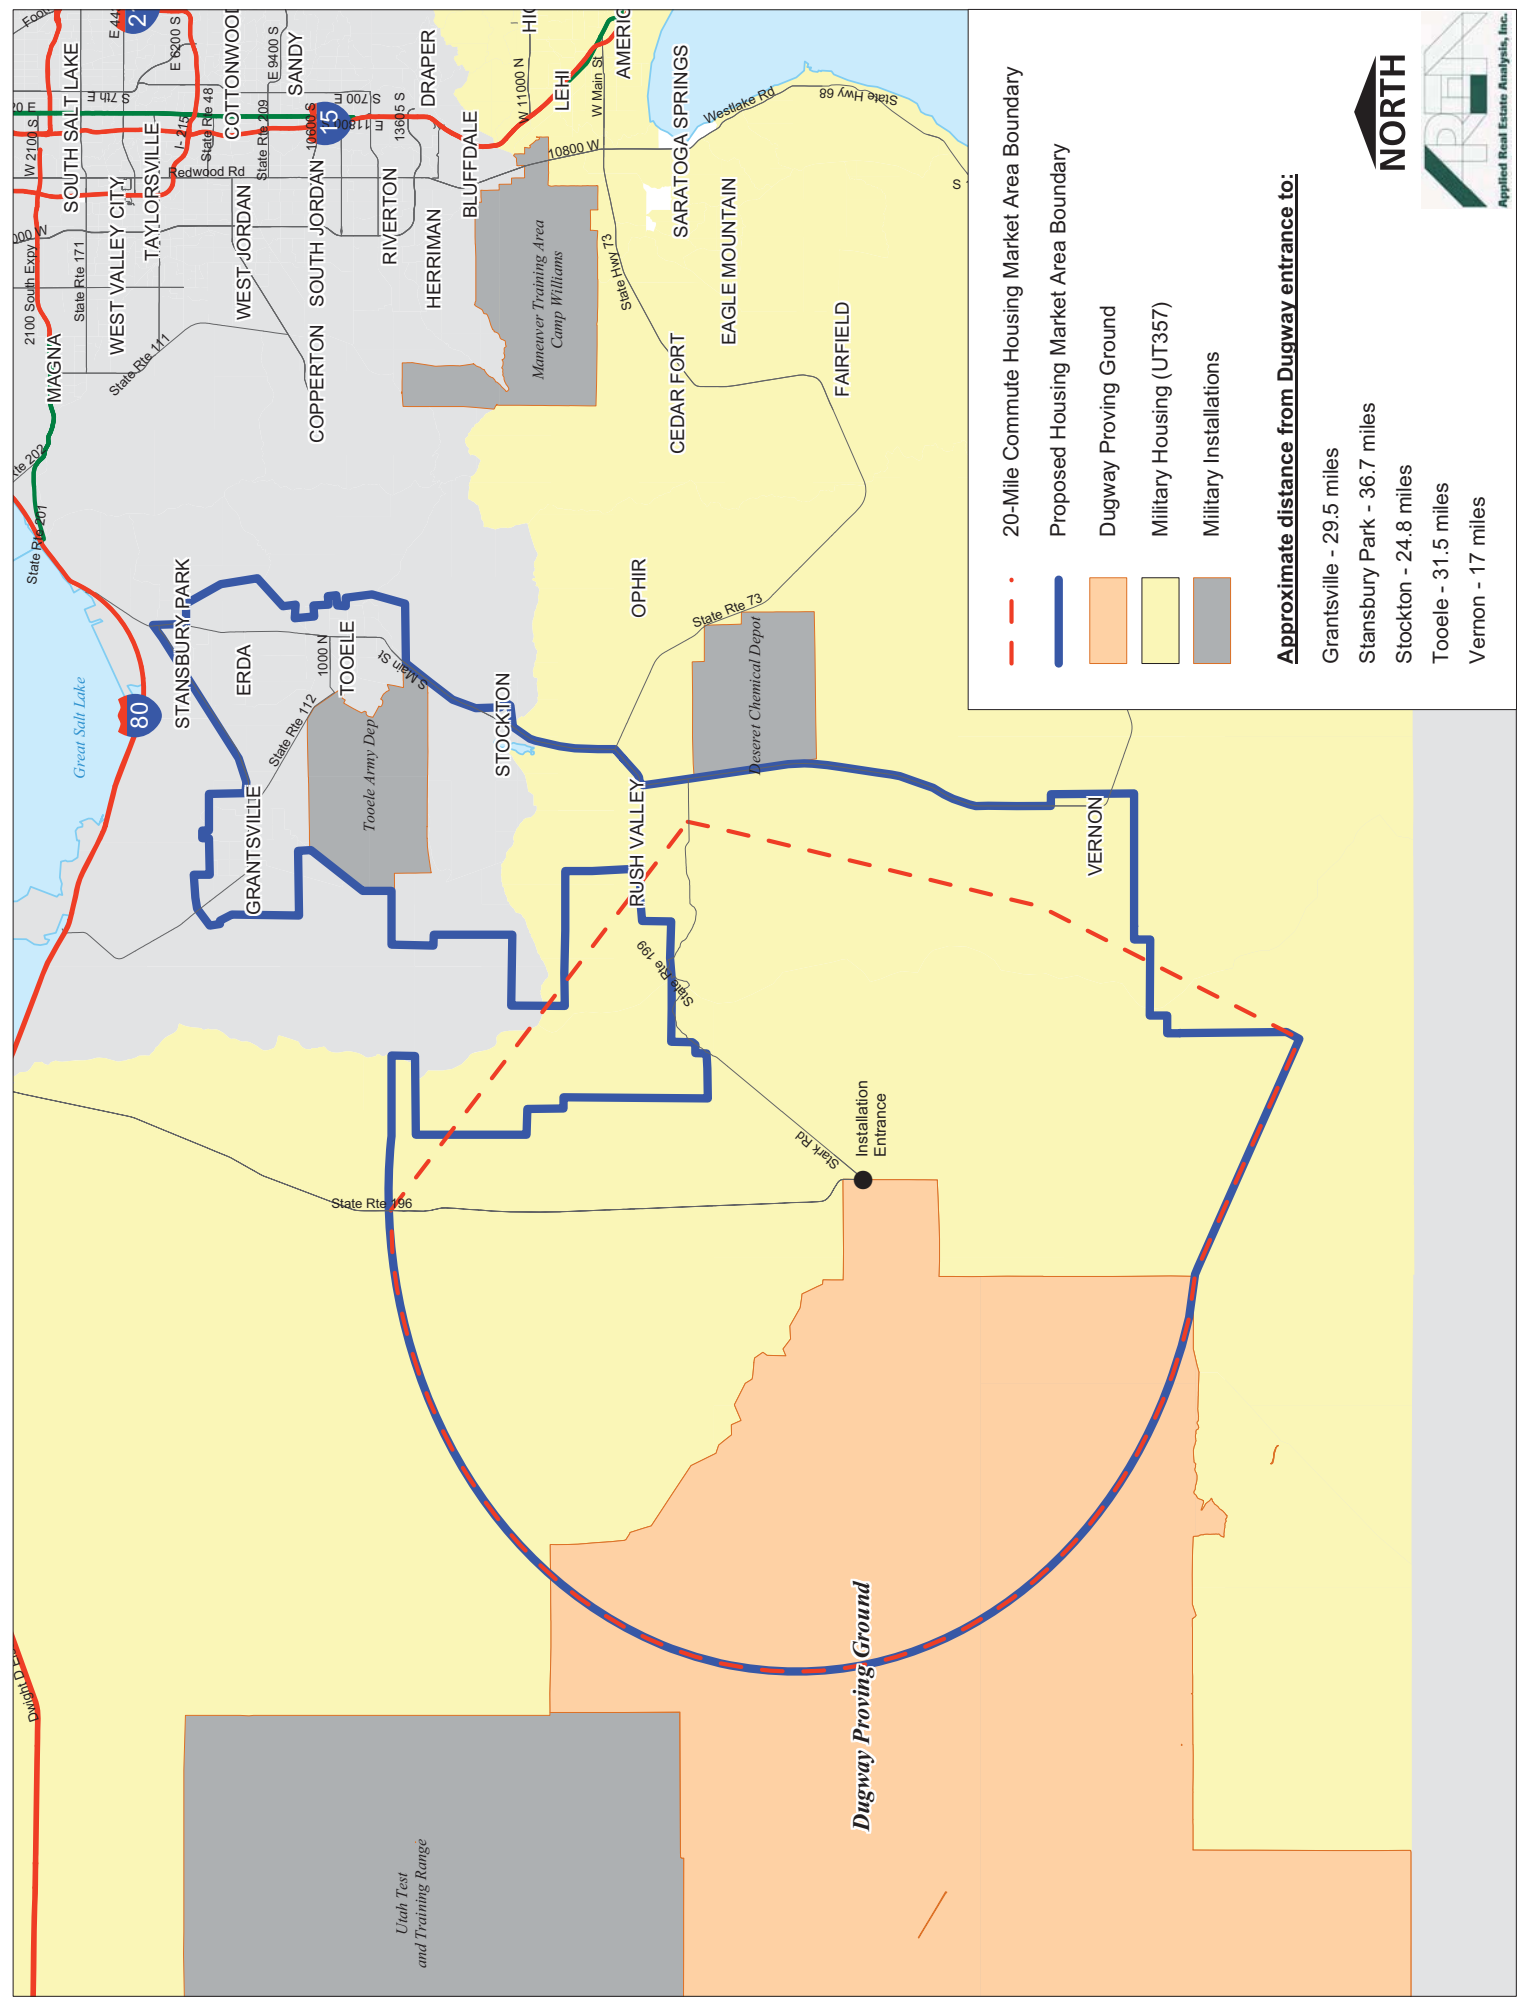 Great Salt Lake
80
15
STANSBURY PARK
ERDA
TOOELE
1000 N
S Main St
State Rte 112
GRANTSVILLE
Tooele Army Dep
STOCKTON
RUSH VALLEY
OPHIR
State Rte 73
Deseret Chemical Depot
VERNON
State Rte 199
Stark Rd
Installation
Entrance
State Rte 196
Dugway Proving Ground
Utah Test
and Training Range
State Rte 201
MAGNA
2100 South Expy
W 2100 S
SOUTH SALT LAKE
State Rte 171
WEST VALLEY CITY
TAYLORSVILLE
State Rte 111
I- 215
State Rte 48
E 6200 S
S 7th E
COTTONWOOD
Redwood Rd
WEST JORDAN
State Rte 209
E 9400 S
SANDY
10600 S
SOUTH JORDAN
COPPERTON
S 700 E
E 11800
RIVERTON
13605 S
DRAPER
HERRIMAN
BLUFFDALE
Maneuver Training Area
Camp Williams
W 11000 N
LEHI
W Main St
10800 W
State Hwy 73
SARATOGA SPRINGS
Westlake Rd
State Hwy 68
EAGLE MOUNTAIN
CEDAR FORT
FAIRFIELD
20-Mile Commute Housing Market Area Boundary
Proposed Housing Market Area Boundary
Dugway Proving Ground
Military Housing (UT357)
Military Installations
Approximate distance from Dugway entrance to:
Grantsville - 29.5 miles
Stansbury Park - 36.7 miles
Stockton - 24.8 miles
Tooele - 31.5 miles
Vernon - 17 miles
NORTH
AREA
Applied Real Estate Analysis, Inc.